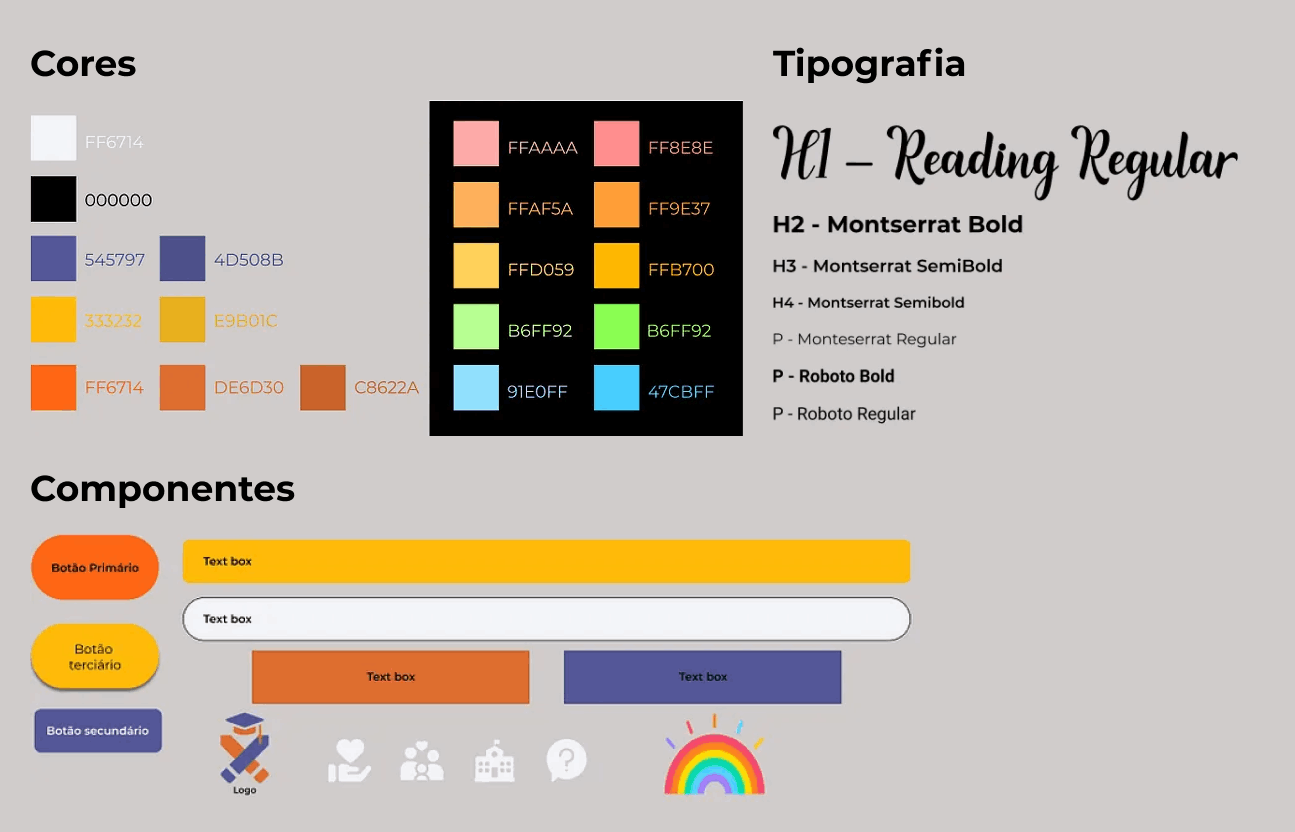 Cores
FF6714
000000
545797
4D508B
333232
E9B01C
FF6714
DE6D30
C8622A
FFAAAA
FF8E8E
FFAF5A
FF9E37
FFD059
FFB700
B6FF92
B6FF92
91E0FF
47CBFF
Tipografia
H1 – Reading Regular
H2 - Montserrat Bold
H3 - Montserrat SemiBold
H4 - Montserrat Semibold
P - Monteserrat Regular
P - Roboto Bold
P - Roboto Regular
Componentes
Botão Primário
Text box
Text box
Botão
terciário
Text box
Text box
Botão secundário
Logo
?